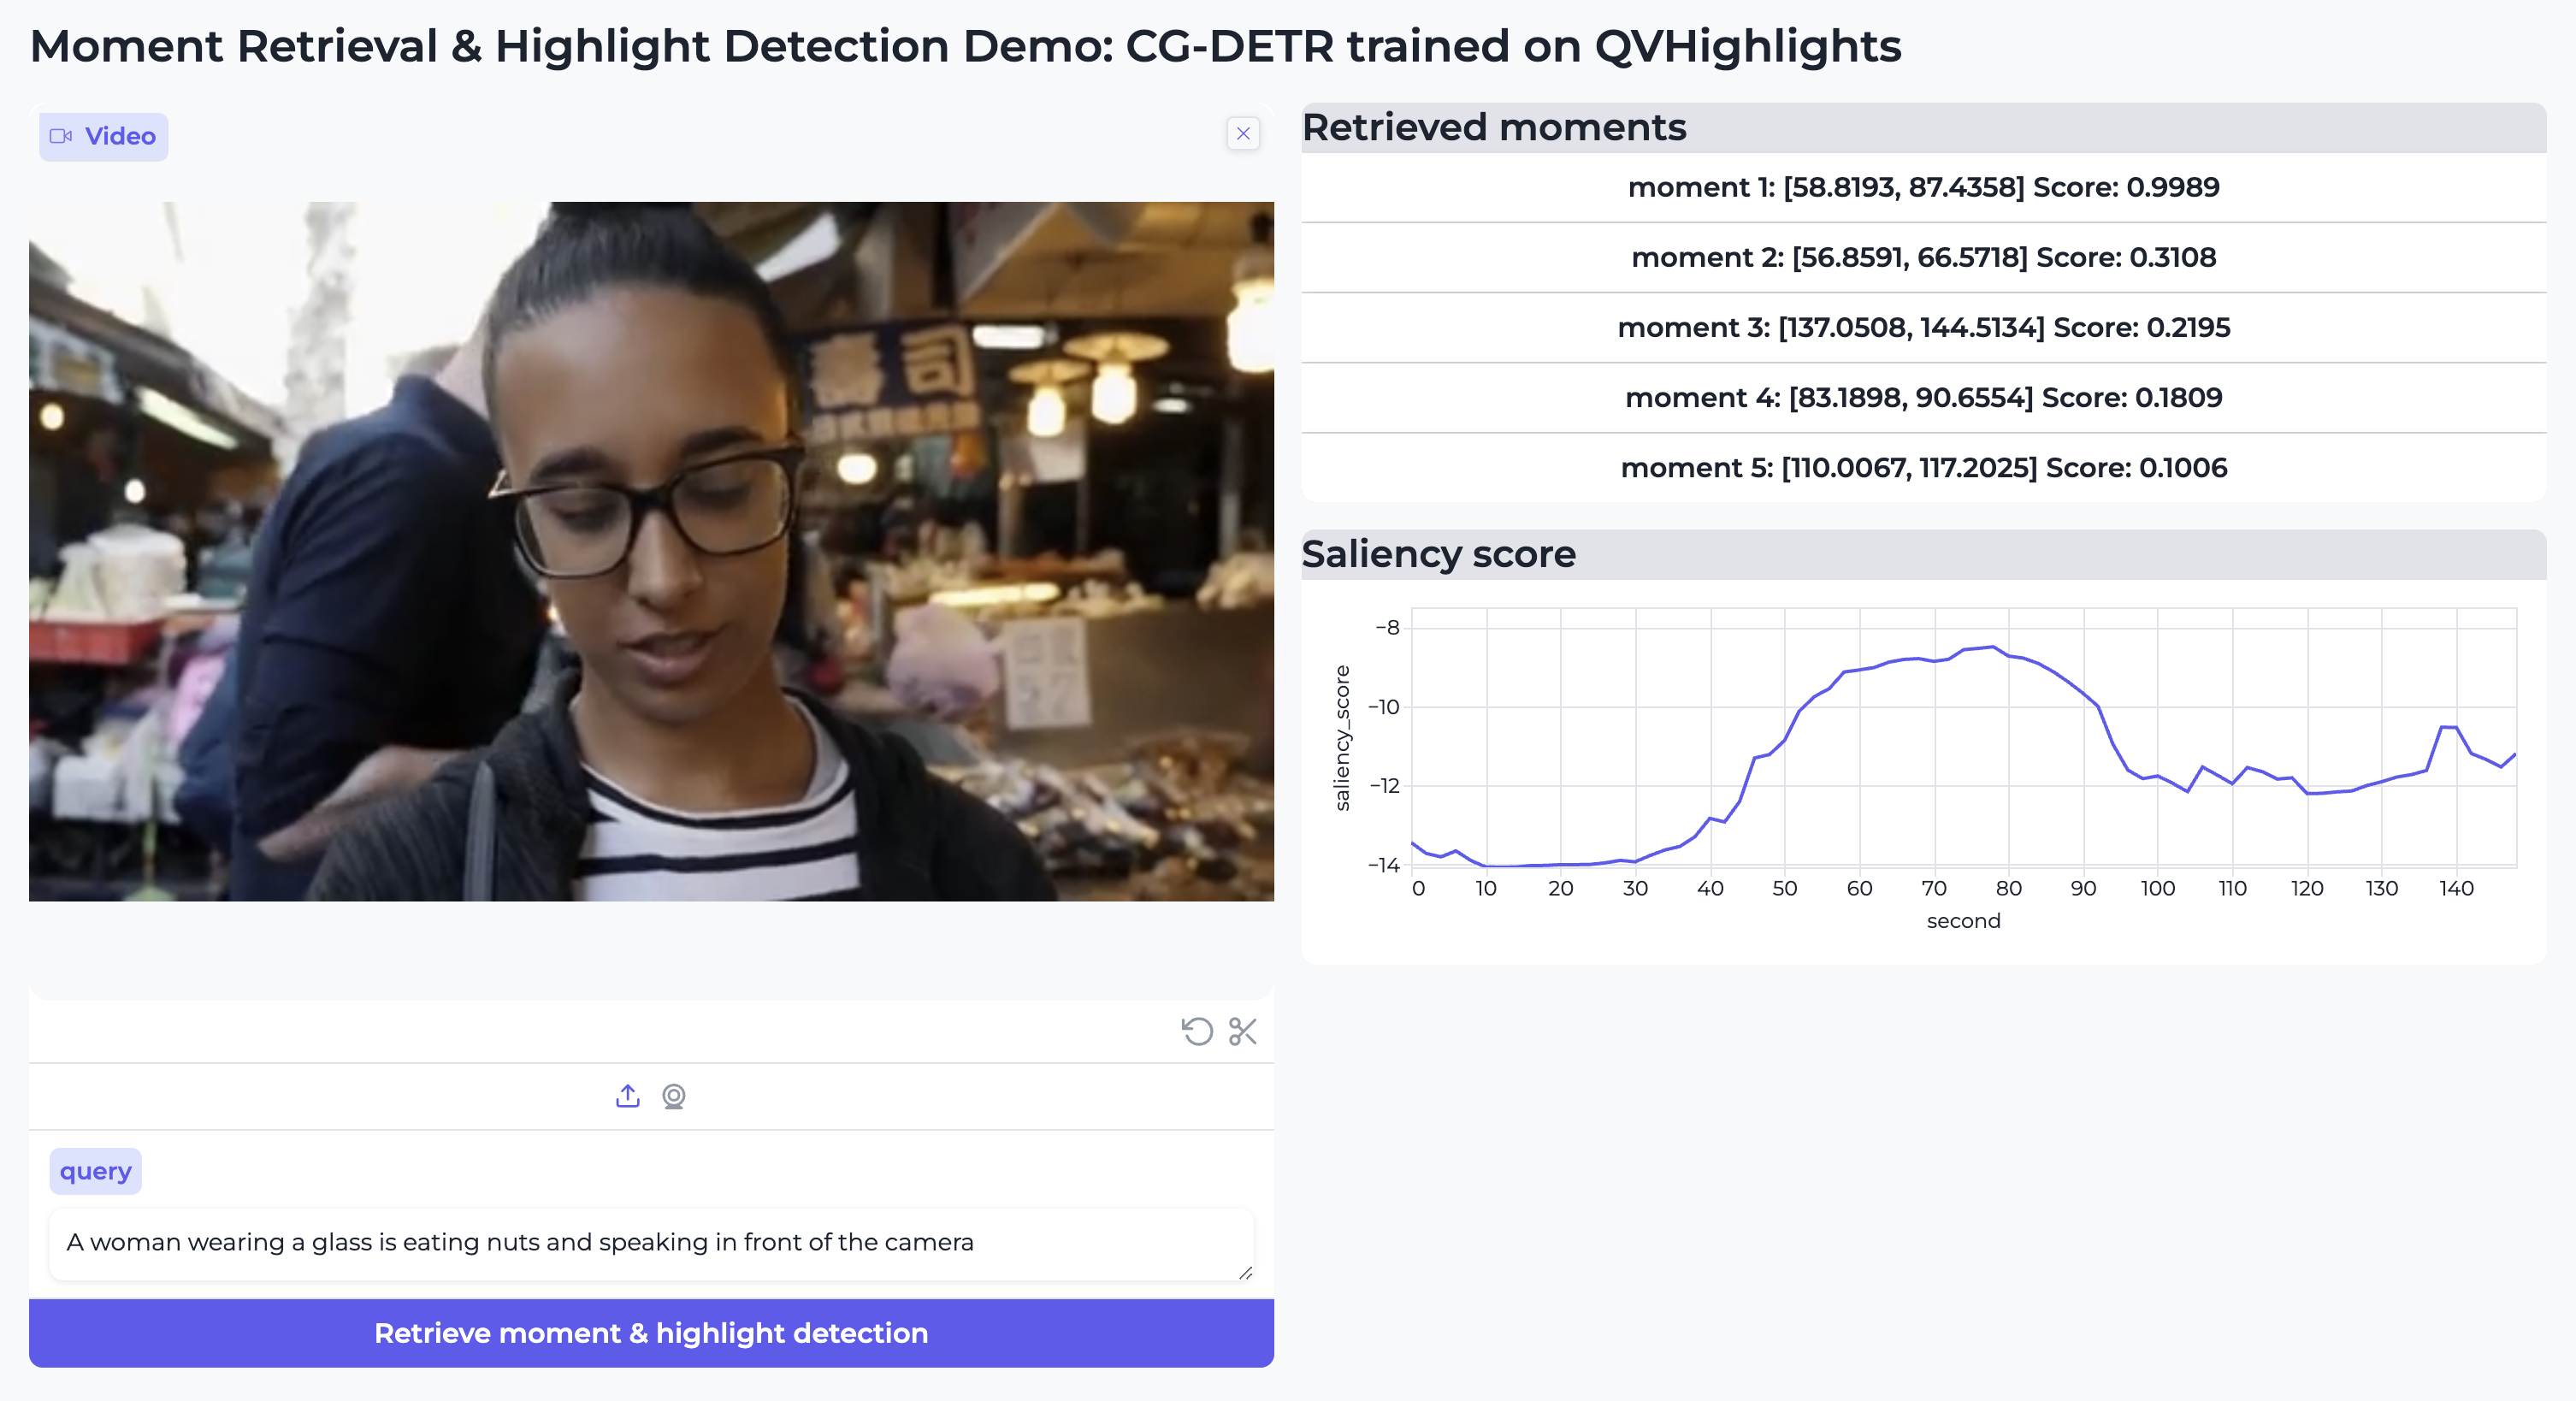 Moment Retrieval & Highlight Detection Demo: CG-DETR trained on QVHighlights
Video
壽司
query
A woman wearing a glass is eating nuts and speaking in front of the camera
Retrieve moment & highlight detection
Retrieved moments
moment 1: [58.8193, 87.4358] Score: 0.9989
moment 2: [56.8591, 66.5718] Score: 0.3108
moment 3: [137.0508, 144.5134] Score: 0.2195
moment 4: [83.1898, 90.6554] Score: 0.1809
moment 5: [110.0067, 117.2025] Score: 0.1006
Saliency score
saliency_score
−8
−10
−12
−14
0 10 20 30 40 50 60 70 80 90 100 110 120 130 140
second